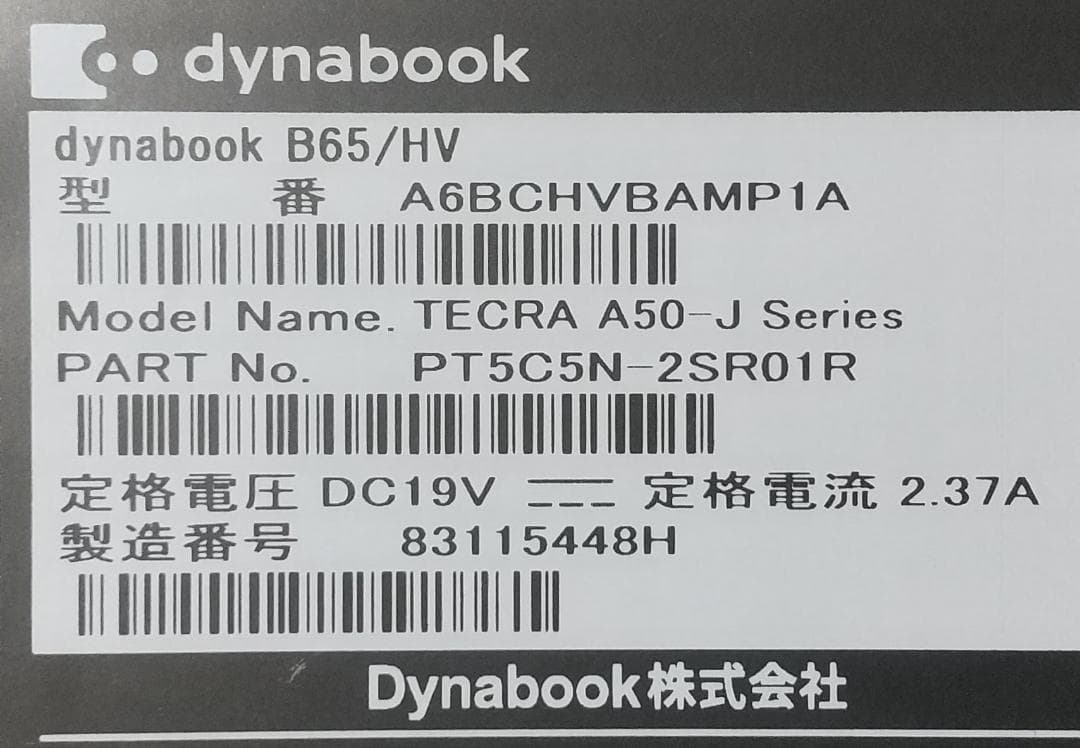 dynabook
dynabook B65/HV
型 番 A6BCHVBAMP1A
Model Name. TECRA A50-J Series
PART No. PT5C5N-2SR01R
定格電圧 DC19V ⎓ 定格電流 2.37A
製造番号 83115448H
Dynabook株式会社